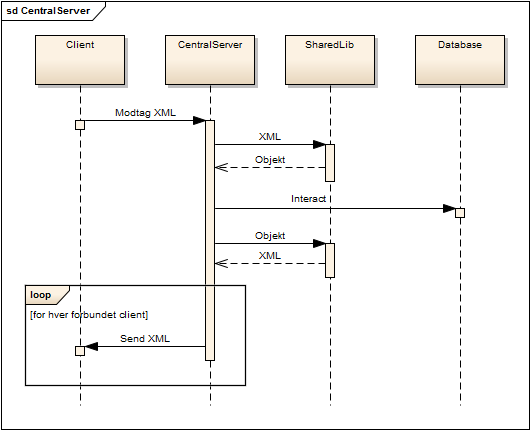 sd CentralServer
Client
CentralServer
SharedLib
Database
Modtag XML
XML
Objekt
Interact
Objekt
XML
loop
[for hver forbundet client]
Send XML